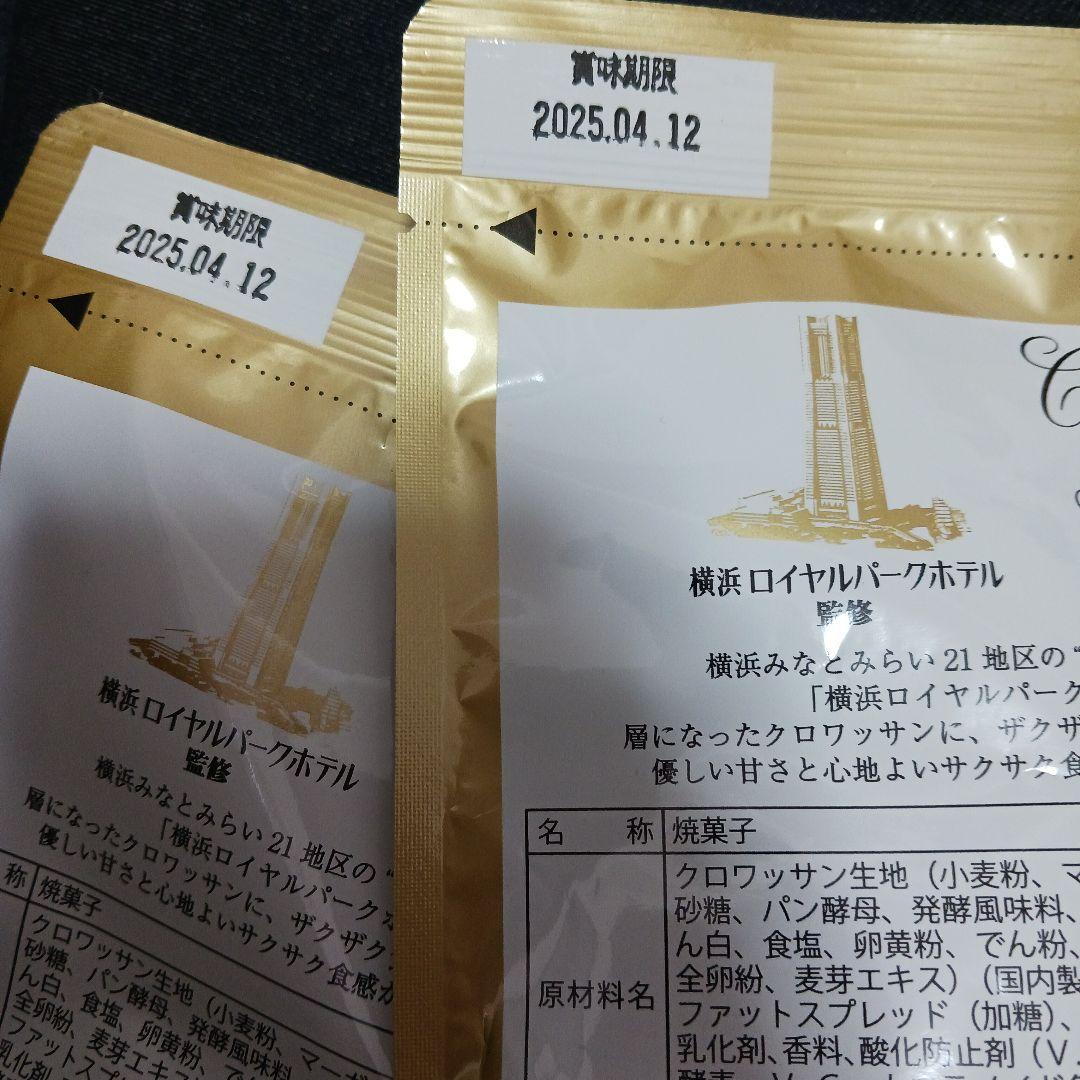 賞味期限
2025.04.12
横浜ロイヤルパークホテル
監修
横浜みなとみらい21地区の“
「横浜ロイヤルパーク
層になったクロワッサンに、ザクザ
優しい甘さと心地よいサクサク食
名 称 焼菓子
原材料名
クロワッサン生地（小麦粉、マ
砂糖、パン酵母、発酵風味料、
ん白、食塩、卵黄粉、でん粉、
全卵紛、麦芽エキス）（国内製
ファットスプレッド（加糖）、
乳化剤、香料、酸化防止剤（V.
賞味期限
2025.04.12
横浜ロイヤルパークホテル
監修
横浜みなとみらい21地区の“
「横浜ロイヤルパーク
層になったクロワッサンに、ザクザク
優しい甘さと心地よいサクサク食感
称 焼菓子
クロワッサン生地（小麦粉、マーガ
砂糖、パン酵母、発酵風味料
ん白、食塩、卵黄粉、で
全卵紛、麦芽エキ
乳化剤、香料